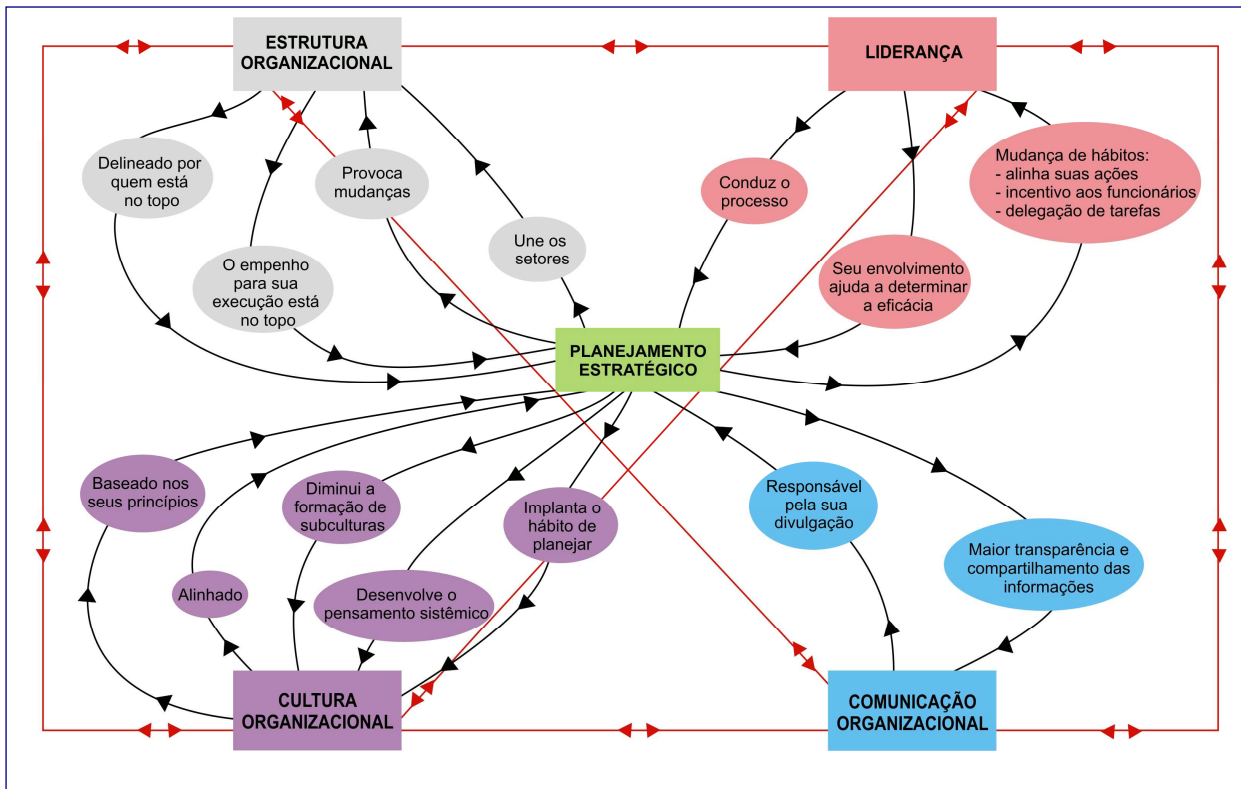 ESTRUTURA
ORGANIZACIONAL
LIDERANÇA
Delineado por
quem está
no topo
Provoca
mudanças
Conduz o
processo
Mudança de hábitos:
- alinha suas ações
- incentivo aos funcionários
- delegação de tarefas
O empenho
para sua
execução está
no topo
Une os
setores
Seu envolvimento
ajuda a determinar
a eficácia
PLANEJAMENTO
ESTRATÉGICO
Baseado nos
seus princípios
Diminui a
formação de
subculturas
Implanta o
hábito de
planejar
Responsável
pela sua
divulgação
Alinhado
Desenvolve o
pensamento sistêmico
Maior transparência e
compartilhamento das
informações
CULTURA
ORGANIZACIONAL
COMUNICAÇÃO
ORGANIZACIONAL